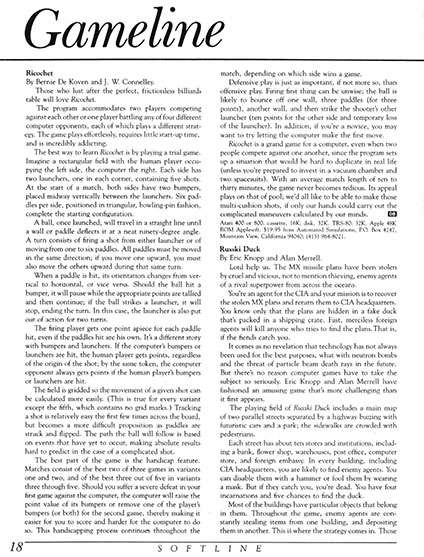 Gameline
Ricochet
By Bernie De Koven and J. W. Connelley.
Those who lust after the perfect, frictionless billiards
table will love Ricochet.
The program accommodates two players competing
against each other or one player battling any of four different
computer opponents, each of which plays a different strat-
egy. The game plays effortlessly, requires little start-up time,
and is incredibly addicting.
The best way to learn Ricochet is by playing a trial game.
Imagine a rectangular field with the human player occu-
pying the left side, the computer the right. Each side has
two launchers, one in each corner, containing five shots.
At the start of a match, both sides have two bumpers,
placed midway vertically between the launchers. Six pad-
dles per side, positioned in triangular, bowling-pin fashion,
complete the starting configuration.
A ball, once launched, will travel in a straight line until
a wall or paddle deflects it at a neat ninety-degree angle.
A turn consists of firing a shot from either launcher or of
moving from one to six paddles. All paddles must be moved
in the same direction; if you move one upward, you must
also move the others upward during that same turn.
When a paddle is hit, its orientation changes from ver-
tical to horizontal, or vice versa. Should the ball hit a
bumper, it will pause while the appropriate points are tallied
and then continue; if the ball strikes a launcher, it will
stop, ending the turn. In this case, the launcher is also put
out of action for two turns.
The firing player gets one point apiece for each paddle
hit, even if the paddles hit are his own. It's a different story
with bumpers and launchers. If the computer's bumpers or
launchers are hit, the human player gets points, regardless
of the origin of the shot; by the same token, the computer
opponent always gets points if the human player's bumpers
or launchers are hit.
The field is gridded so the movement of a given shot can
be calculated more easily. (This is true for every variant
except the fifth, which contains no grid marks.) Tracking
a shot is relatively easy the first few times across the board,
but becomes a more difficult proposition as paddles are
struck and flipped. The path the ball will follow is based
on events that have yet to occur, making absolute results
hard to predict in the case of a complicated shot.
The best part of the game is the handicap feature.
Matches consist of the best two of three games in variants
one and two, and of the best three out of five in variants
three through five. Should you suffer a severe defeat in your
first game against the computer, the computer will raise the
point value of its bumpers or remove one of the player's
bumpers (or both) for the second game, thereby making it
easier for you to score and harder for the computer to do
so. This handicapping process continues throughout the
match, depending on which side wins a game.
Defensive play is just as important, if not more so, than
offensive play. Firing first thing can be unwise; the ball is
likely to bounce off one wall, three paddles (for three
points), another wall, and then strike the shooter's other
launcher (ten points for the other side and temporary loss
of the launcher). In addition, if you're a novice, you may
want to try letting the computer make the first move.
Ricochet is a grand game for a computer, even when two
people compete against one another, since the program sets
up a situation that would be hard to duplicate in real life
(unless you're prepared to invest in a vacuum chamber and
two spacesuits). With an average match length of ten to
thirty minutes, the game never becomes tedious. Its appeal
plays on that of pool; we'd all like to be able to make those
multi-cushion shots, if only our hands could carry out the
complicated maneuvers calculated by our minds.
Atari 400 or 800, cassette, 16K; disk, 32K. TRS-80, 32K. Apple 48K,
ROM Applesoft. $19.95 from Automated Simulations, P.O. Box 4247,
Mountain View, California 94040; (415) 964-8021.
Russki Duck
By Eric Knopp and Alan Merrell.
Lord help us. The MX missile plans have been stolen
by cruel and vicious, not to mention thieving, enemy agents
of a rival superpower from across the oceans.
You're an agent for the CIA and your mission is to recover
the stolen MX plans and return them to CIA headquarters.
You know only that the plans are hidden in a fake duck
that's packed in a shipping crate. Fast, merciless foreign
agents will kill anyone who tries to find the plans. That is,
if the fiends catch you.
It comes as no revelation that technology has not always
been used for the best purposes, what with neutron bombs
and the threat of particle beam death rays in the future.
But there's no reason computer games have to take the
subject so seriously. Eric Knopp and Alan Merrell have
fashioned an amusing game that's more challenging than
it first appears.
The playing field of Russki Duck includes a main map
of two parallel streets separated by a highway buzzing with
futuristic cars and a park; the sidewalks are crowded with
pedestrians.
Each street has about ten stores and institutions, includ-
ing a bank, flower shop, warehouses, post office, computer
store, and foreign embassy. In every building, including
CIA headquarters, you are likely to find enemy agents. You
can disable them with a hammer or fool them by wearing
a mask. But if they catch you, you're dead. You have four
incarnations and five chances to find the duck.
Most of the buildings have particular objects that belong
in them. Throughout the game, enemy agents are con-
stantly stealing items from one building, and depositing
them in another. This is where the strategy comes in. Those
18
SOFTLINE